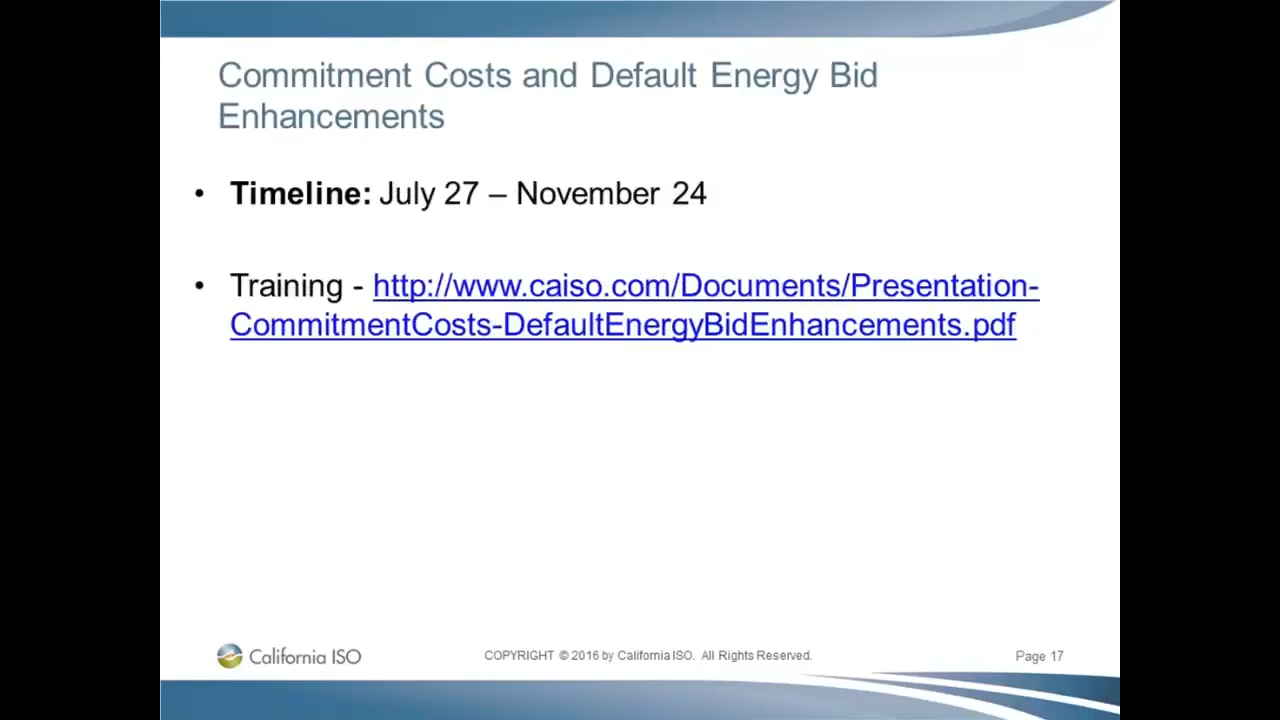 Commitment Costs and Default Energy Bid
Enhancements
• Timeline: July 27 – November 24
• Training - http://www.caiso.com/Documents/Presentation-
CommitmentCosts-DefaultEnergyBidEnhancements.pdf
California ISO
COPYRIGHT © 2016 by California ISO. All Rights Reserved.
Page 17